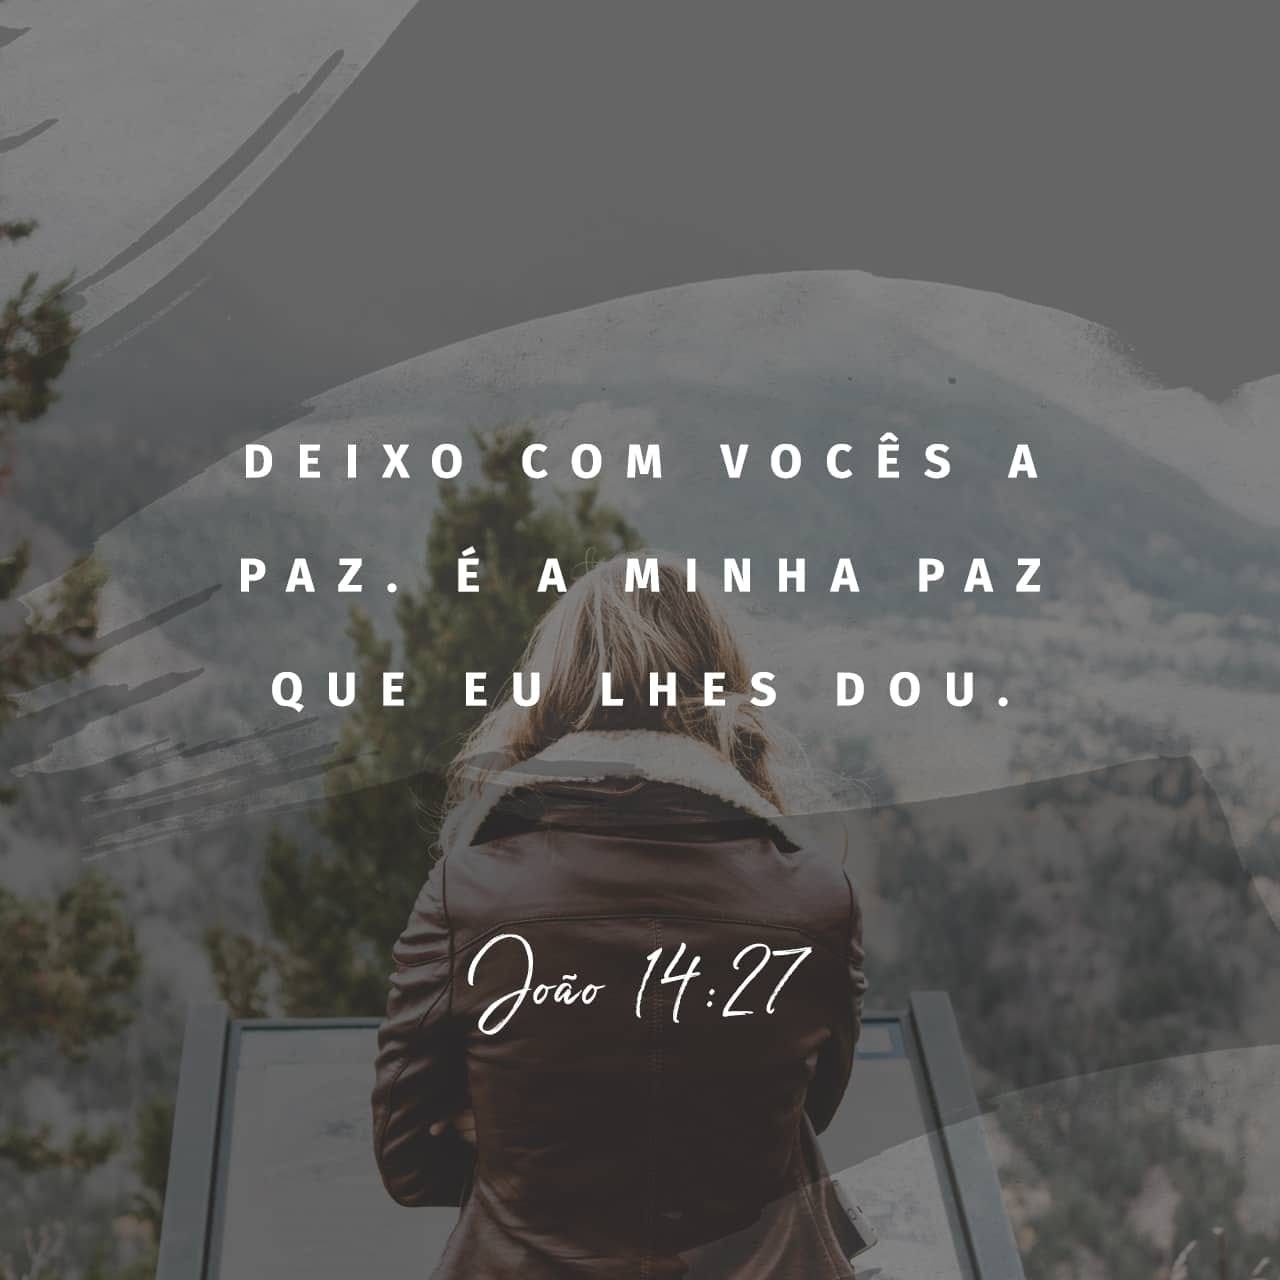 DEIXO COM VOCÊS A
PAZ. É A MINHA PAZ
QUE EU LHES DOU.
João 14:27